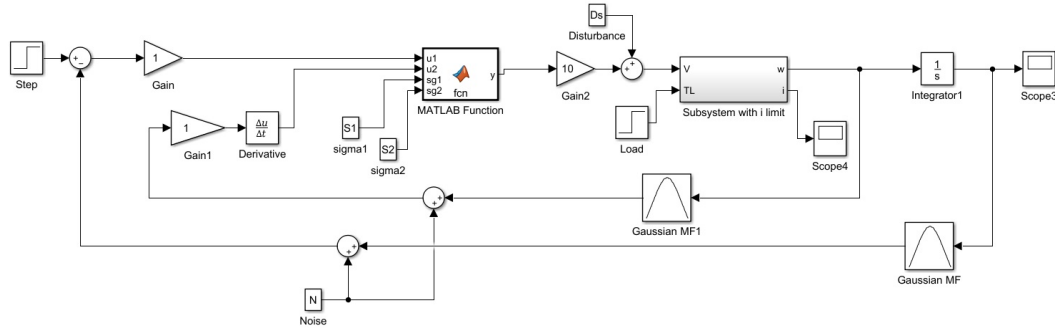 Ds
Disturbance
Step
+
−
1
Gain
u1
u2
sg1
sg2
fcn
y
MATLAB Function
10
Gain2
+
+
V
TL
w
i
Subsystem with i limit
1
s
Integrator1
Scope3
1
Gain1
Δu
Δt
Derivative
S1
sigma1
S2
sigma2
Load
Scope4
+
+
Gaussian MF1
+
+
Gaussian MF
N
Noise